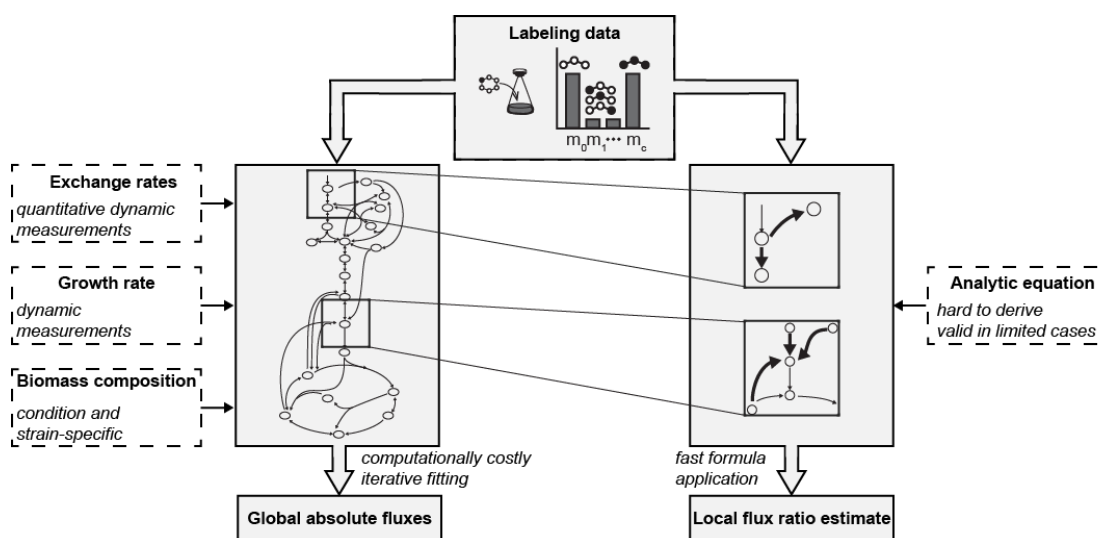 Labeling data
m0m1••• mc
Exchange rates
quantitative dynamic
measurements
Growth rate
dynamic
measurements
Biomass composition
condition and
strain-specific
Analytic equation
hard to derive
valid in limited cases
computationally costly
iterative fitting
fast formula
application
Global absolute fluxes
Local flux ratio estimate